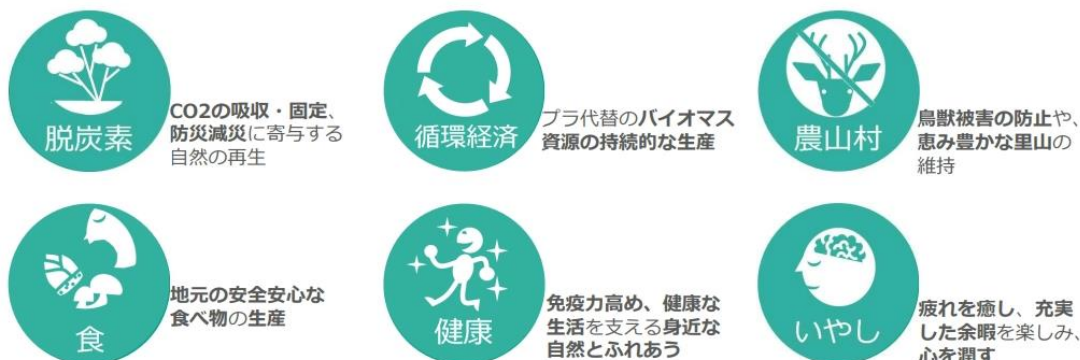 脱炭素
CO2の吸収・固定、
防災減災に寄与する
自然の再生
循環経済
プラ代替のバイオマス
資源の持続的な生産
農山村
鳥獣被害の防止や、
恵み豊かな里山の
維持
食
地元の安全安心な
食べ物の生産
健康
免疫力高め、健康な
生活を支える身近な
自然とふれあう
いやし
疲れを癒し、充実
した余暇を楽しみ、
心を潤す